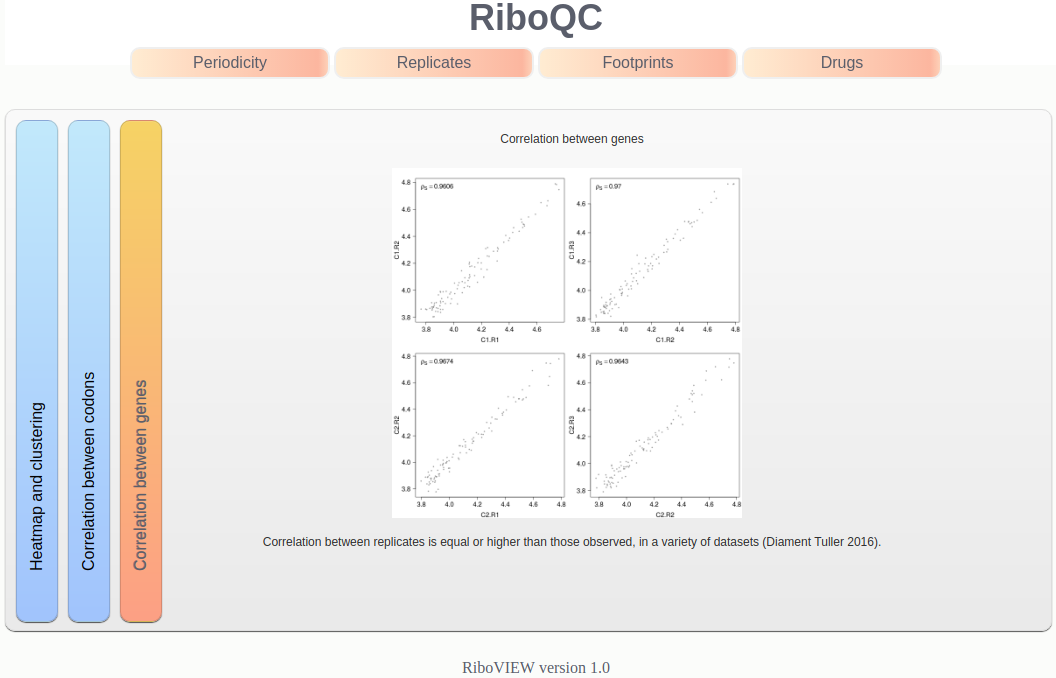 RiboQC
Periodicity Replicates Footprints Drugs
Heatmap and clustering
Correlation between codons
Correlation between genes
Correlation between genes
ρs = 0.9606
4.8
4.6
4.4
4.2
4.0
3.8
C1.R2
3.8 4.0 4.2 4.4 4.6
C1.R1
ρs = 0.97
4.6
4.4
4.2
4.0
3.8
C1.R3
3.8 4.0 4.2 4.4 4.6 4.8
C1.R2
ρs = 0.9674
4.8
4.6
4.4
4.2
4.0
3.8
C2.R2
3.8 4.0 4.2 4.4 4.6 4.8
C2.R1
ρs = 0.9643
4.8
4.6
4.4
4.2
4.0
3.8
C2.R3
3.8 4.0 4.2 4.4 4.6 4.8
C2.R2
Correlation between replicates is equal or higher than those observed, in a variety of datasets (Diament Tuller 2016).
RiboVIEW version 1.0